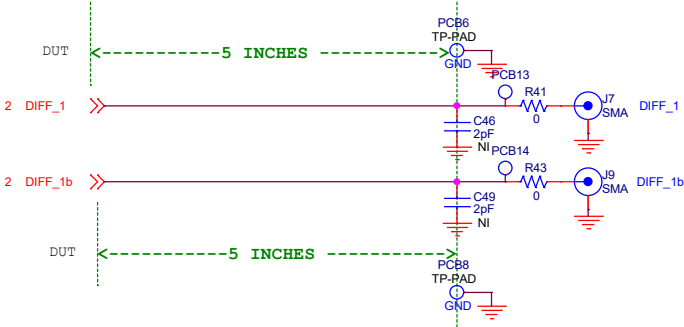 PCB6
TP-PAD
DUT
5 INCHES
GND
PCB13
R41
J7
2 DIFF_1
SMA
DIFF_1
0
C46
2pF
NI
PCB14
R43
J9
2 DIFF_1b
SMA
DIFF_1b
0
C49
2pF
NI
DUT
5 INCHES
PCB8
TP-PAD
GND